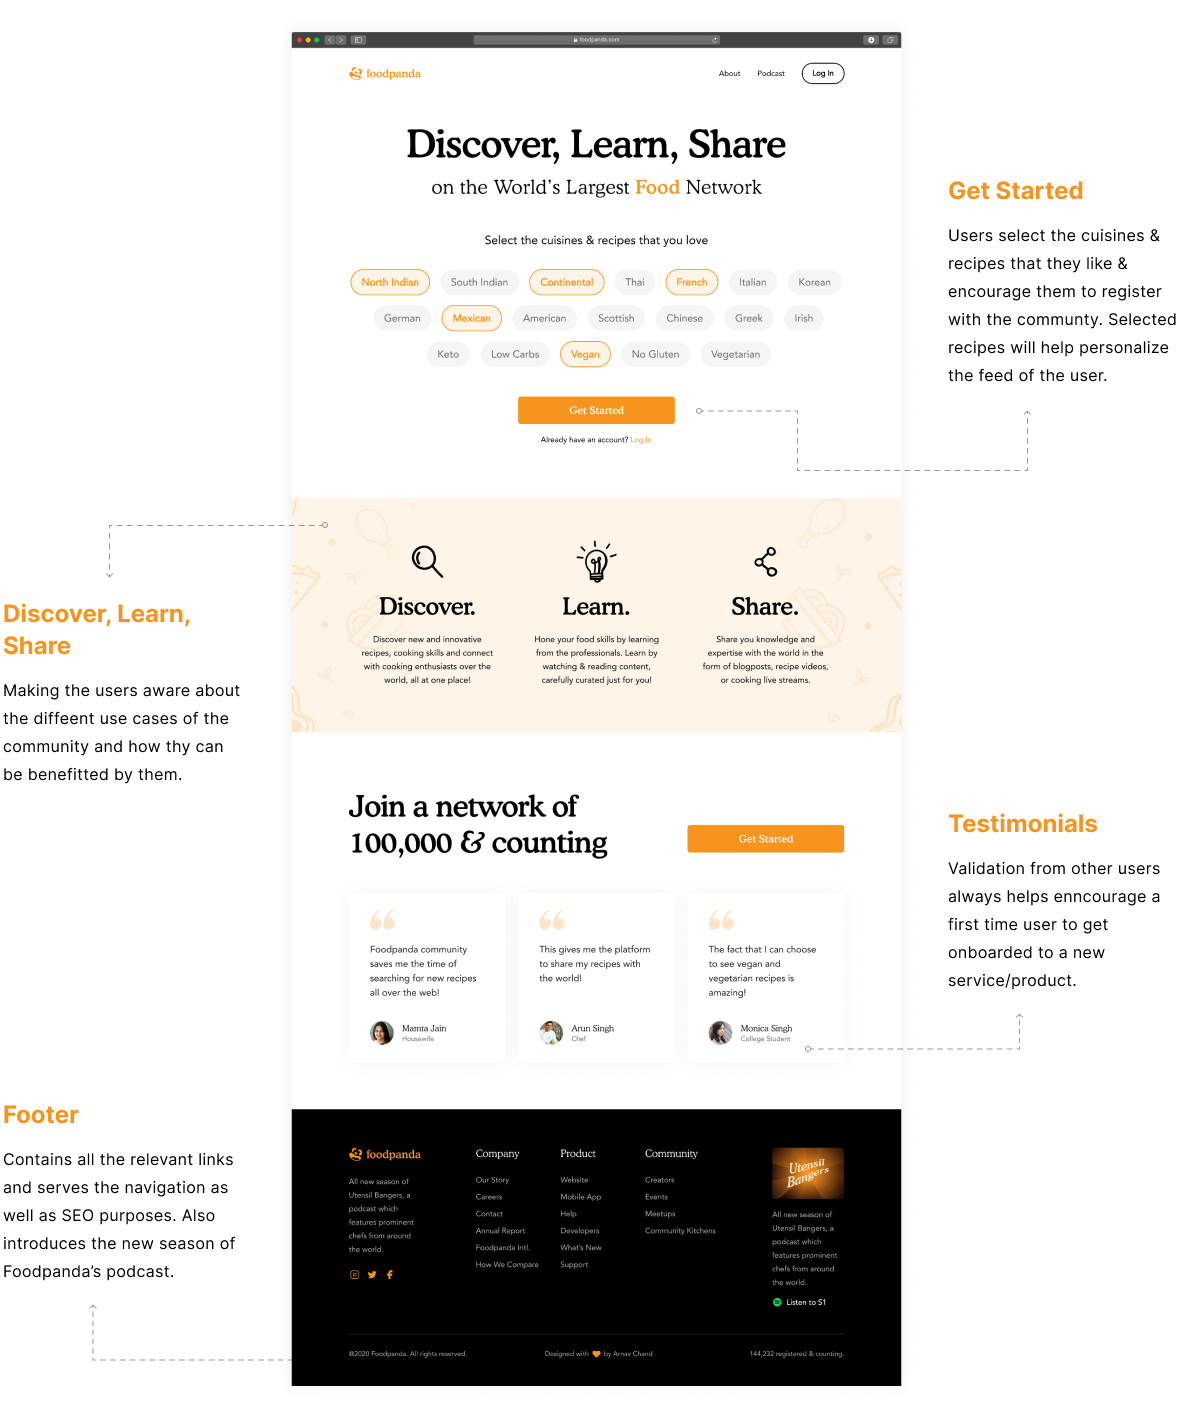 foodpanda.com
foodpanda
About Podcast Log In
Discover, Learn, Share
on the World's Largest Food Network
Select the cuisines & recipes that you love
North Indian South Indian Continental Thai French Italian Korean
German Mexican American Scottish Chinese Greek Irish
Keto Low Carbs Vegan No Gluten Vegetarian
Get Started
Already have an account? Log In
Get Started
Users select the cuisines &
recipes that they like &
encourage them to register
with the communty. Selected
recipes will help personalize
the feed of the user.
Discover, Learn,
Share
Making the users aware about
the diffeent use cases of the
community and how thy can
be benefitted by them.
Discover.
Discover new and innovative
recipes, cooking skills and connect
with cooking enthusiasts over the
world, all at one place!
Learn.
Hone your food skills by learning
from the professionals. Learn by
watching & reading content,
carefully curated just for you!
Share.
Share you knowledge and
expertise with the world in the
form of blogposts, recipe videos,
or cooking live streams.
Join a network of
100,000 & counting
Get Started
“
Foodpanda community
saves me the time of
searching for new recipes
all over the web!
Mamta Jain
Housewife
“
This gives me the platform
to share my recipes with
the world!
Arun Singh
Chef
“
The fact that I can choose
to see vegan and
vegetarian recipes is
amazing!
Monica Singh
College Student
Testimonials
Validation from other users
always helps enncourage a
first time user to get
onboarded to a new
service/product.
Footer
Contains all the relevant links
and serves the navigation as
well as SEO purposes. Also
introduces the new season of
Foodpanda's podcast.
foodpanda
All new season of
Utensil Bangers, a
podcast which
features prominent
chefs from around
the world.
Company
Our Story
Careers
Contact
Annual Report
Foodpanda Intl.
How We Compare
Product
Website
Mobile App
Help
Developers
What's New
Support
Community
Creators
Events
Meetups
Community Kitchens
Utensil
Bangers
All new season of
Utensil Bangers, a
podcast which
features prominent
chefs from around
the world.
Listen to S1
@2020 Foodpanda. All rights reserved.
Designed with 🧡 by Arnav Chand
144,232 registered & counting.